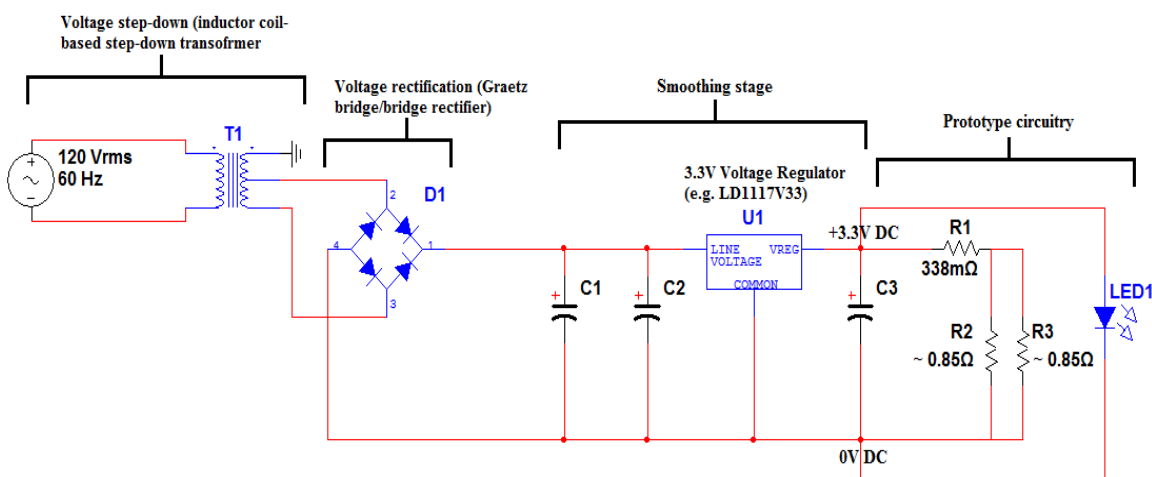 Voltage step-down (inductor coil-
based step-down transofrmer
Voltage rectification (Graetz
bridge/bridge rectifier)
Smoothing stage
Prototype circuitry
T1
120 Vrms
60 Hz
2
D1
4
1
3
3.3V Voltage Regulator
(e.g. LD1117V33)
U1
LINE
VOLTAGE
VREG
COMMON
+3.3V DC
R1
338mΩ
C1
C2
C3
LED1
R2
~ 0.85Ω
R3
~ 0.85Ω
0V DC